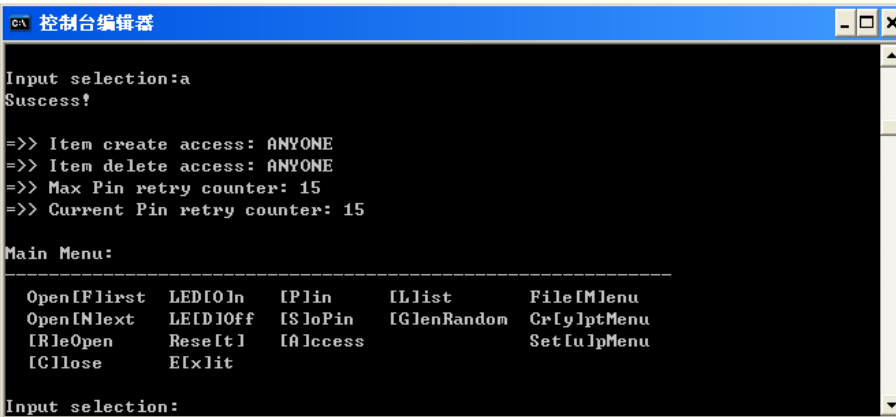 控制台编辑器
Input selection:a
Suscess!
=>> Item create access: ANYONE
=>> Item delete access: ANYONE
=>> Max Pin retry counter: 15
=>> Current Pin retry counter: 15
Main Menu:
Open[F]irst LED[O]n [P]in [L]ist File[M]enu
Open[N]ext LE[D]Off [S]oPin [G]enRandom Cr[y]ptMenu
[R]eOpen Rese[t] [A]ccess Set[u]pMenu
[C]lose E[x]it
Input selection: